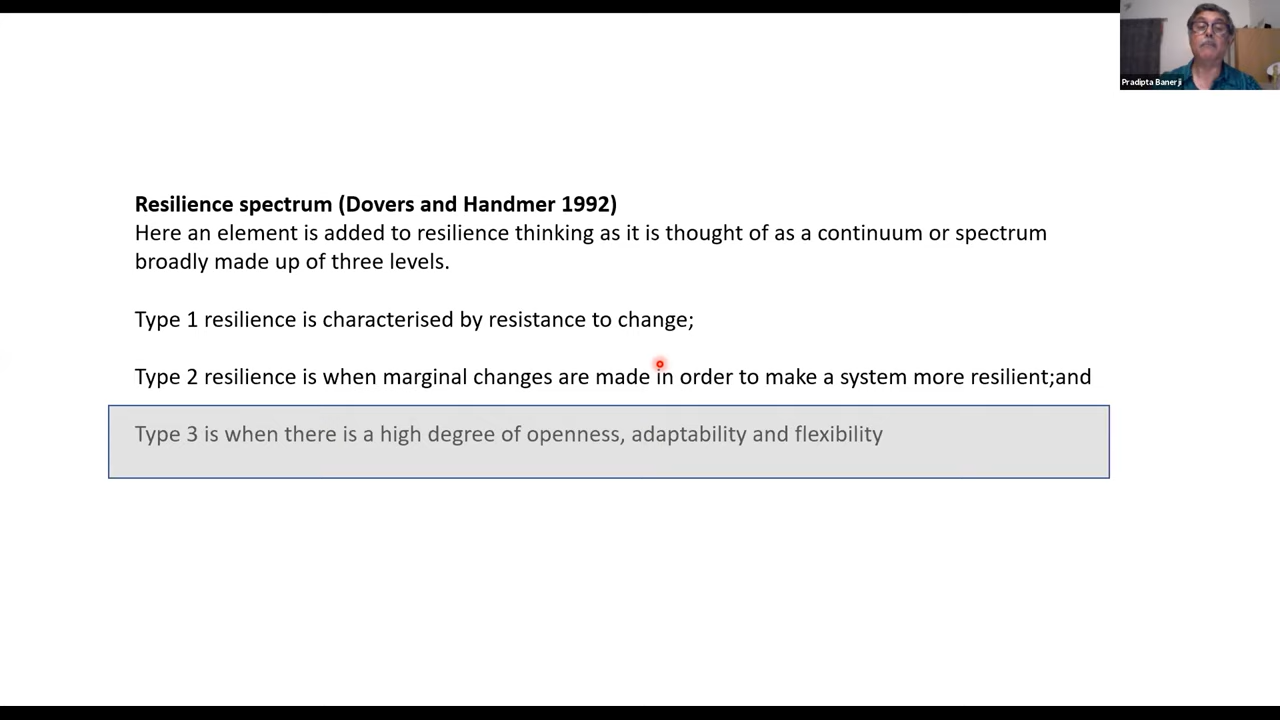 Pradipta Banerji
Resilience spectrum (Dovers and Handmer 1992)
Here an element is added to resilience thinking as it is thought of as a continuum or spectrum
broadly made up of three levels.
Type 1 resilience is characterised by resistance to change;
Type 2 resilience is when marginal changes are made in order to make a system more resilient;and
Type 3 is when there is a high degree of openness, adaptability and flexibility